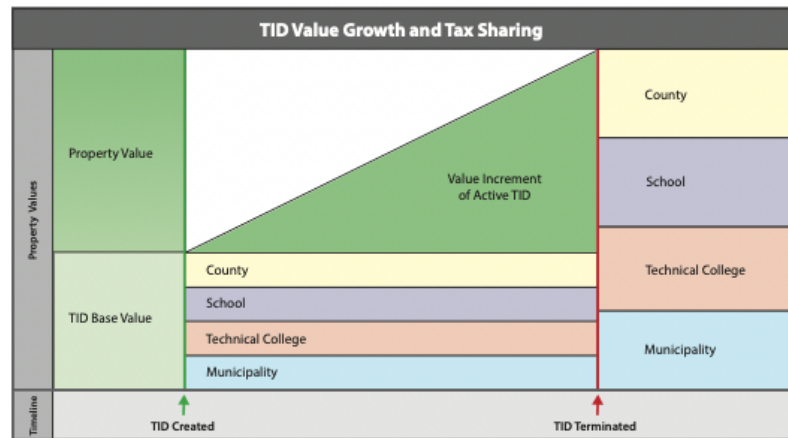 TID Value Growth and Tax Sharing
Property Values
Property Value
TID Base Value
Value Increment
of Active TID
County
School
Technical College
Municipality
County
School
Technical College
Municipality
Timeline
TID Created
TID Terminated